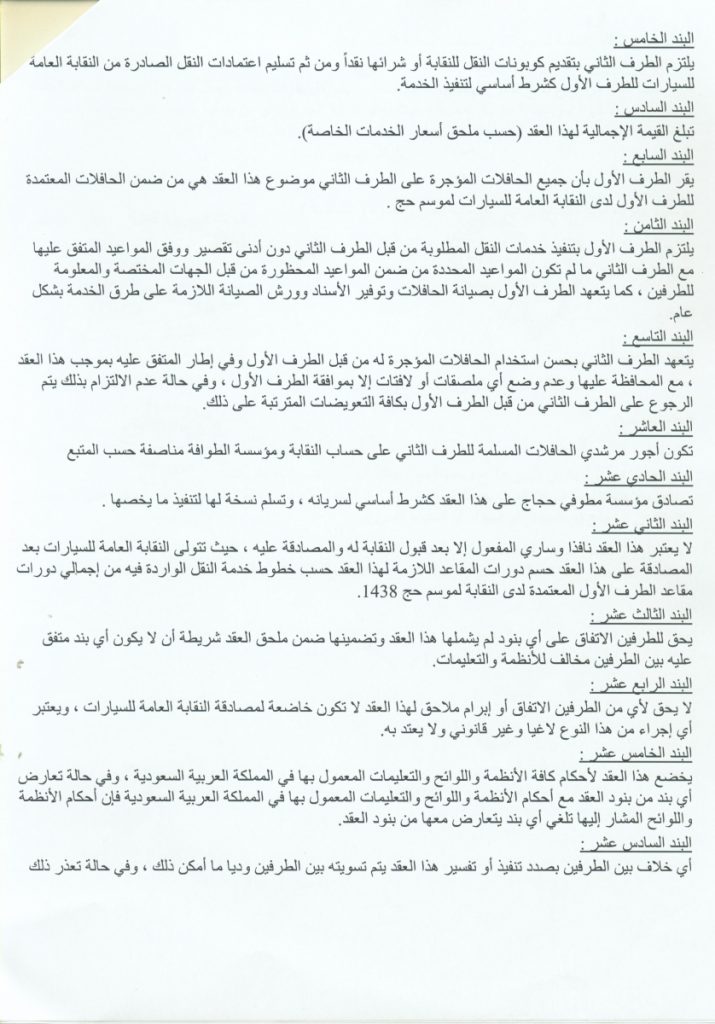 البند الخامس :
يلتزم الطرف الثاني بتقديم كوبونات النقل للنقابة أو شرائها نقداً ومن ثم تسليم اعتمادات النقل الصادرة من النقابة العامة
للسيارات للطرف الأول كشرط أساسي لتنفيذ الخدمة.
البند السادس :
تبلغ القيمة الإجمالية لهذا العقد (حسب ملحق أسعار الخدمات الخاصة).
البند السابع :
يقر الطرف الأول بأن جميع الحافلات المؤجرة على الطرف الثاني موضوع هذا العقد هي من ضمن الحافلات المعتمدة
للطرف الأول لدى النقابة العامة للسيارات لموسم حج .
البند الثامن :
يلتزم الطرف الأول بتنفيذ خدمات النقل المطلوبة من قبل الطرف الثاني دون أدنى تقصير ووفق المواعيد المتفق عليها
مع الطرف الثاني ما لم تكون المواعيد المحددة من ضمن المواعيد المحظورة من قبل الجهات المختصة والمعلومة
للطرفين ، كما يتعهد الطرف الأول بصيانة الحافلات وتوفير الأسناد وورش الصيانة اللازمة على طرق الخدمة بشكل
عام.
البند التاسع :
يتعهد الطرف الثاني بحسن استخدام الحافلات المؤجرة له من قبل الطرف الأول وفي إطار المتفق عليه بموجب هذا العقد
، مع المحافظة عليها وعدم وضع أي ملصقات أو لافتات إلا بموافقة الطرف الأول ، وفي حالة عدم الالتزام بذلك يتم
الرجوع على الطرف الثاني من قبل الطرف الأول بكافة التعويضات المترتبة على ذلك.
البند العاشر :
تكون أجور مرشدي الحافلات المسلمة للطرف الثاني على حساب النقابة ومؤسسة الطوافة مناصفة حسب المتبع
البند الحادي عشر :
تصادق مؤسسة مطوفي حجاج على هذا العقد كشرط أساسي لسريانه ، وتسلم نسخة لها لتنفيذ ما يخصها .
البند الثاني عشر :
لا يعتبر هذا العقد نافذا وساري المفعول إلا بعد قبول النقابة له والمصادقة عليه ، حيث تتولى النقابة العامة للسيارات بعد
المصادقة على هذا العقد حسم دورات المقاعد اللازمة لهذا العقد حسب خطوط خدمة النقل الواردة فيه من إجمالي دورات
مقاعد الطرف الأول المعتمدة لدى النقابة لموسم حج 1438.
البند الثالث عشر :
يحق للطرفين الاتفاق على أي بنود لم يشملها هذا العقد وتضمينها ضمن ملحق العقد شريطة أن لا يكون أي بند متفق
عليه بين الطرفين مخالف للأنظمة والتعليمات.
البند الرابع عشر :
لا يحق لأي من الطرفين الاتفاق أو إبرام ملاحق لهذا العقد لا تكون خاضعة لمصادقة النقابة العامة للسيارات ، ويعتبر
أي إجراء من هذا النوع لاغيا وغير قانوني ولا يعتد به.
البند الخامس عشر :
يخضع هذا العقد لأحكام كافة الأنظمة واللوائح والتعليمات المعمول بها في المملكة العربية السعودية ، وفي حالة تعارض
أي بند من بنود العقد مع أحكام الأنظمة واللوائح والتعليمات المعمول بها في المملكة العربية السعودية فإن أحكام الأنظمة
واللوائح المشار إليها تلغي أي بند يتعارض معها من بنود العقد.
البند السادس عشر :
أي خلاف بين الطرفين بصدد تنفيذ أو تفسير هذا العقد يتم تسويته بين الطرفين وديا ما أمكن ذلك ، وفي حالة تعذر ذلك